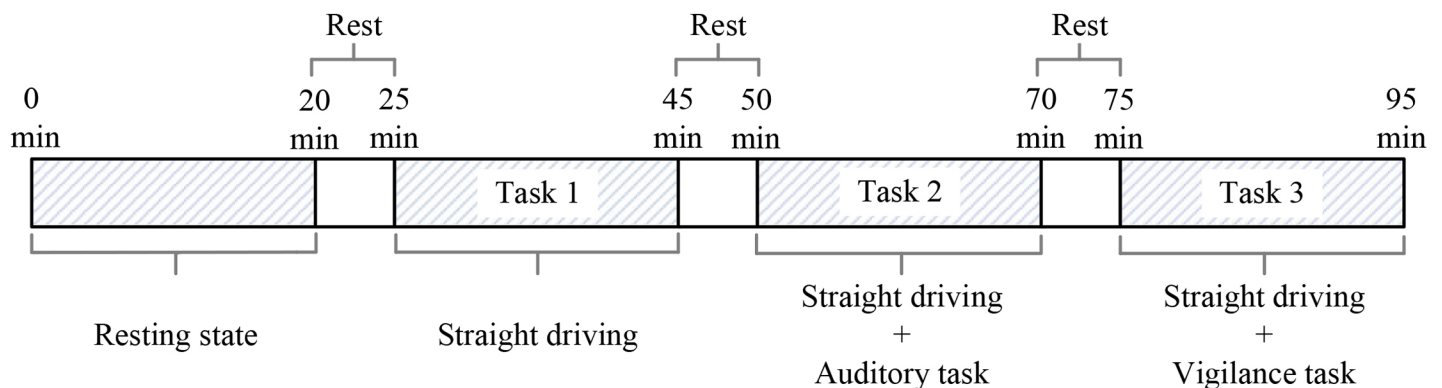 Rest Rest Rest
0 20 25 45 50 70 75 95
min min min min min min min min
Task 1 Task 2 Task 3
Resting state
Straight driving
Straight driving
+
Auditory task
Straight driving
+
Vigilance task